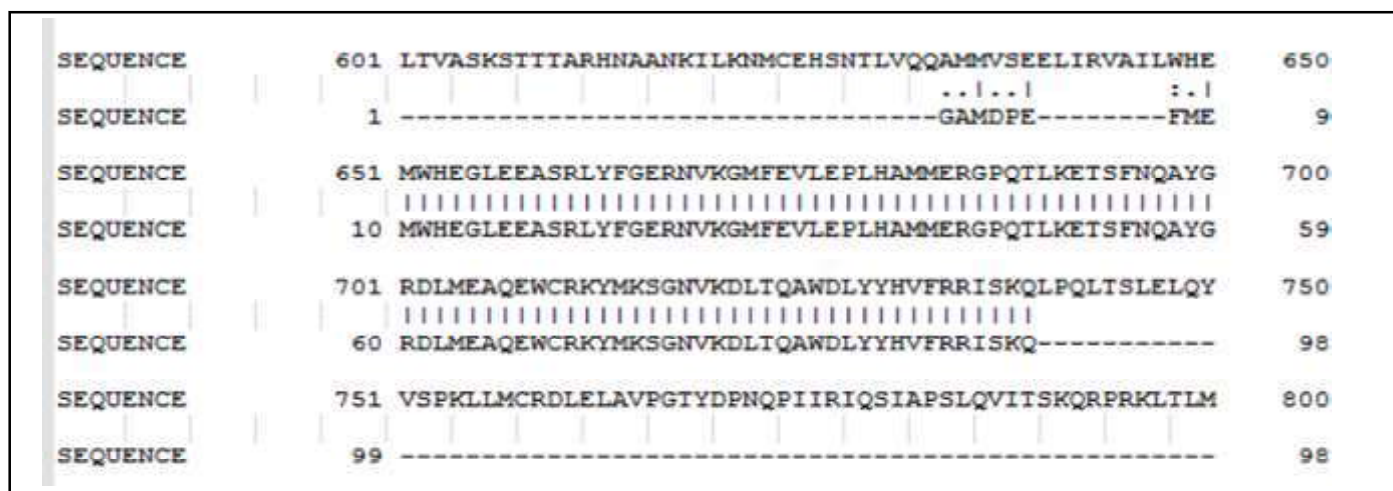 SEQUENCE 601 LTVASKSTTTARHNAANKILKNMCEHSNTLVQQAMMVSEELIRVAILWHE 650
..|..| :.|
SEQUENCE 1 ---------------------------------GAMDPE--------FME 9
SEQUENCE 651 MWHEGLEEASRLYFGERNVKGMFEVLEPLHAMMERGPQTLKETSFNQAYG 700
||||||||||||||||||||||||||||||||||||||||||||||||||
SEQUENCE 10 MWHEGLEEASRLYFGERNVKGMFEVLEPLHAMMERGPQTLKETSFNQAYG 59
SEQUENCE 701 RDLMEAQEWCRKYMKSGNVKDLTQAWDLYYHVFRRISKQLPQLTSLELQY 750
|||||||||||||||||||||||||||||||||||||||
SEQUENCE 60 RDLMEAQEWCRKYMKSGNVKDLTQAWDLYYHVFRRISKQ----------- 98
SEQUENCE 751 VSPKLLMCRDLELAVPGTYDPNQPIIRIQSIAPSLQVITSKQRPRKLTLM 800
SEQUENCE 99 -------------------------------------------------- 98